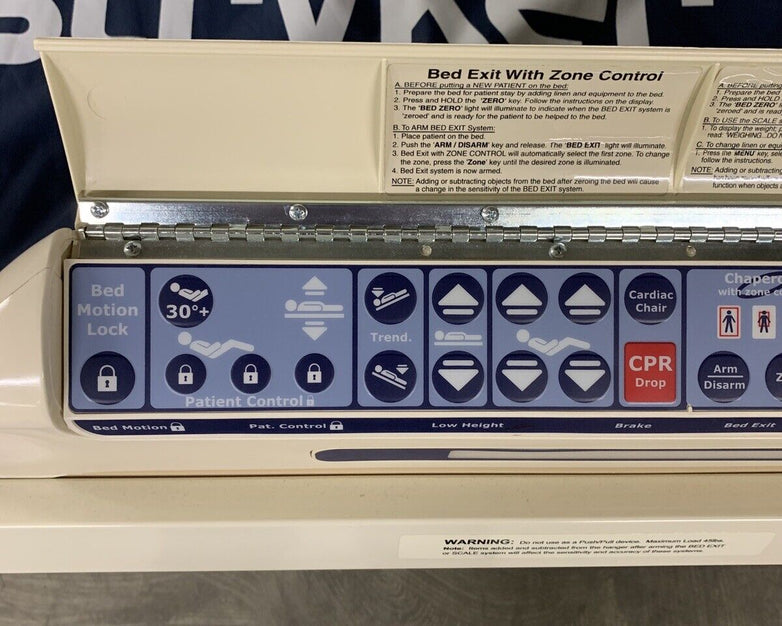 Bed Exit With Zone Control
A. BEFORE putting a NEW PATIENT on the bed:
1. Prepare the bed for patient stay by adding linen and equipment to the bed.
2. Press and HOLD the 'ZERO' key. Follow the instructions on the display.
3. The 'BED ZERO' light will illuminate to indicate when the BED EXIT system is
'zeroed' and is ready for the patient to be helped to the bed.
B. To ARM BED EXIT System:
1. Place patient on the bed.
2. Push the 'ARM / DISARM' key and release. The 'BED EXIT' light will illuminate.
3. Bed Exit with ZONE CONTROL will automatically select the first zone. To change
the zone, press the 'Zone' key until the desired zone is illuminated.
4. Bed Exit system is now armed.
NOTE: Adding or subtracting objects from the bed after zeroing the bed will cause
a change in the sensitivity of the BED EXIT system.
A. BEFORE putting
1. Prepare the bed
2. Press and HOLD
3. The 'BED ZERO'
'zeroed' and is ready
B. To USE the SCALE s
1. To display the weight,
read: 'WEIGHING..DO N
C. To change linen or equi
1. Press the MENU key, sele
follow the instructions.
NOTE: Adding or subtracting
function when objects
Bed
Motion
Lock
30°+
Patient Control
Trend.
Cardiac
Chair
CPR
Drop
Chaper
with zone co
Arm
Disarm
Z
Bed Motion
Pat. Control
Low Height
Brake
Bed Exit
WARNING: Do not use as a Push/Pull device. Maximum Load 45lbs.
Note: Items added and subtracted from the hanger after arming the BED EXIT
or SCALE system will affect the sensitivity and accuracy of these systems.